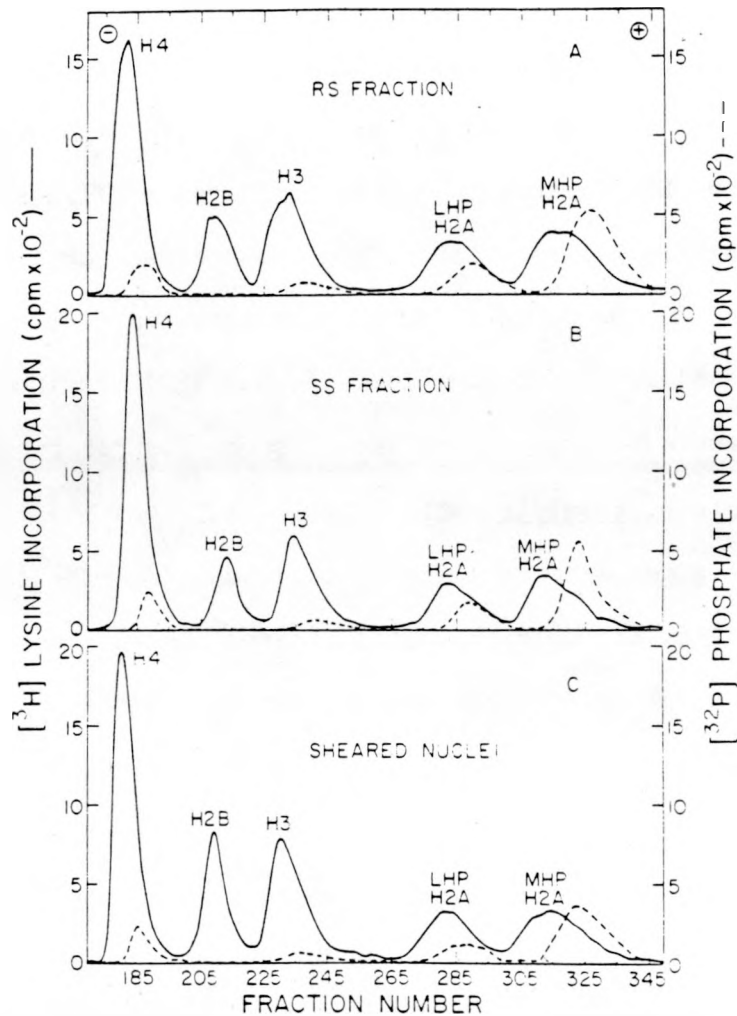 ⊖ H4 A ⊕
RS FRACTION
H2B H3 LHP H2A MHP H2A
15
10
5
0
15
10
5
0
H4 B
SS FRACTION
H2B H3 LHP H2A MHP H2A
20
15
10
5
0
20
15
10
5
0
H4 C
SHEARED NUCLEI
H2B H3 LHP H2A MHP H2A
20
15
10
5
0
20
15
10
5
0
185 205 225 245 265 285 305 325 345
FRACTION NUMBER
[³H] LYSINE INCORPORATION (cpm x10⁻²) ——
[³²P] PHOSPHATE INCORPORATION (cpm x10⁻²) ---